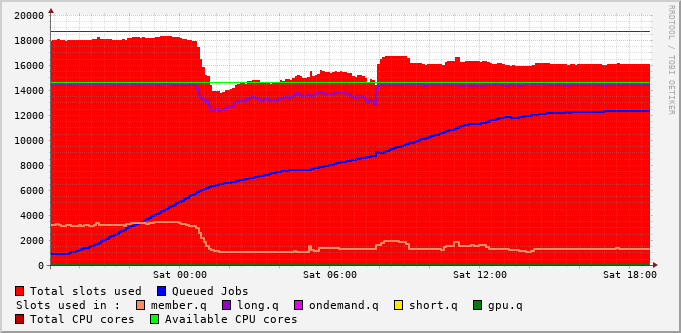 20000
18000
16000
14000
12000
10000
8000
6000
4000
2000
0
Sat 00:00 Sat 06:00 Sat 12:00 Sat 18:00
Total slots used Queued Jobs
Slots used in : member.q long.q ondemand.q short.q gpu.q
Total CPU cores Available CPU cores
RRDTOOL / TOBI OETIKER